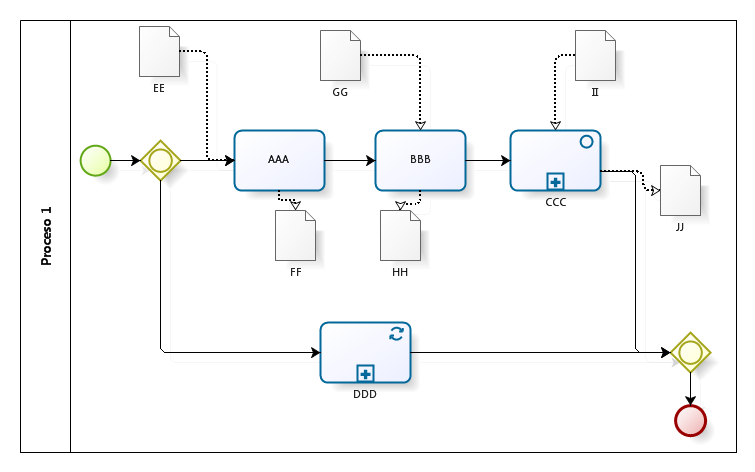 Proceso 1
EE
GG
II
AAA
BBB
CCC
JJ
FF
HH
DDD